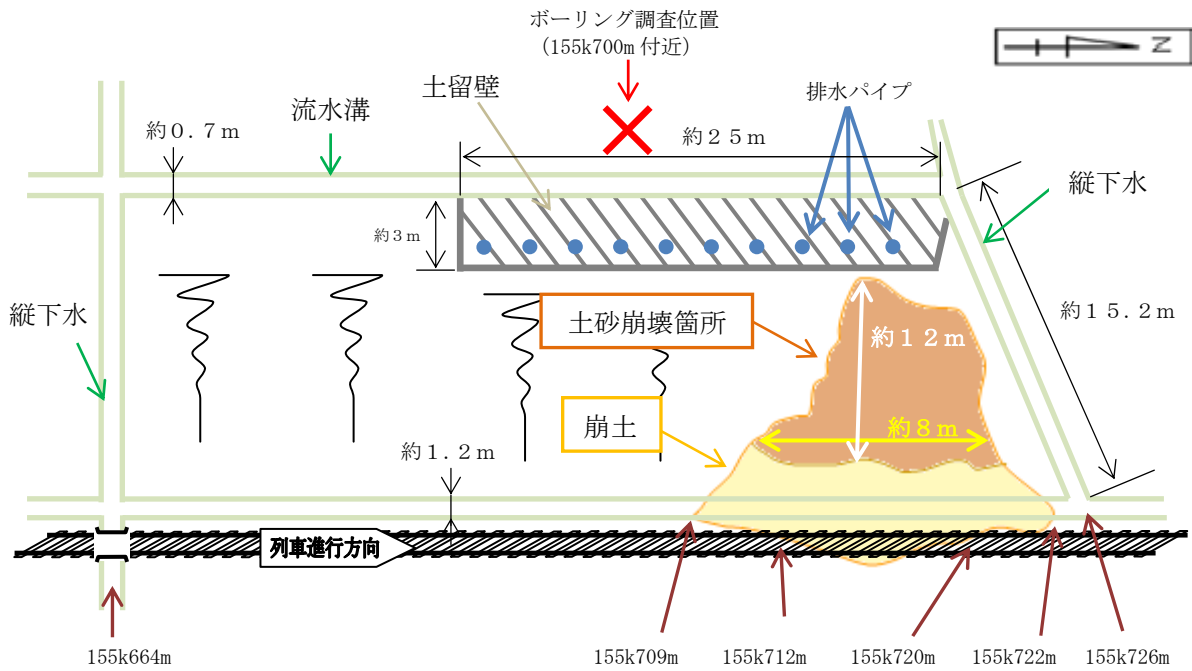 ボーリング調査位置
（155k700m 付近）
N
土留壁
排水パイプ
流水溝
約０.７ｍ
約２５ｍ
縦下水
約３ｍ
縦下水
土砂崩壊箇所
約１２ｍ
約１５.２ｍ
崩土
約８ｍ
約１.２ｍ
列車進行方向
155k664m
155k709m
155k712m
155k720m
155k722m
155k726m